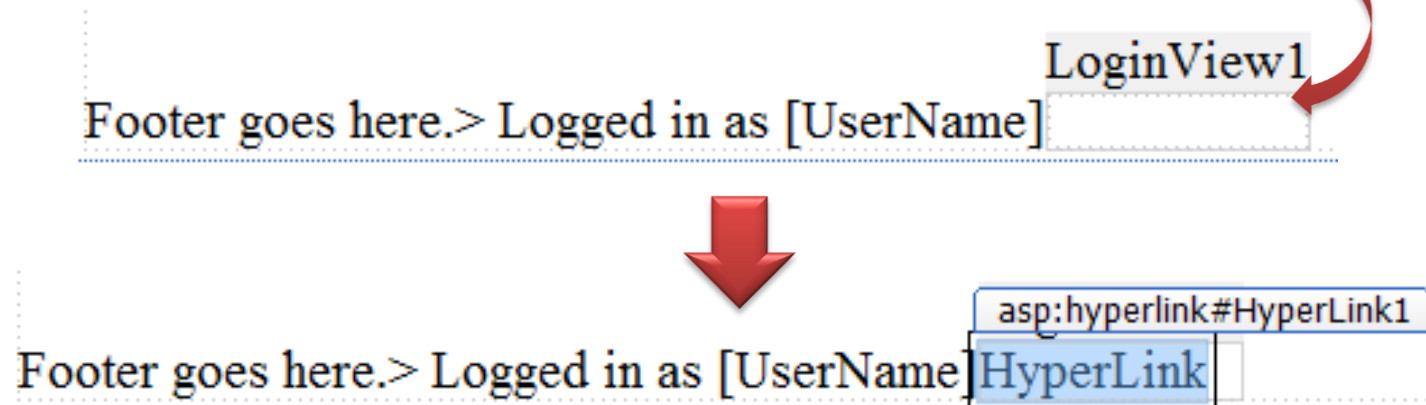 LoginView1
Footer goes here.> Logged in as [UserName]
asp:hyperlink#HyperLink1
Footer goes here.> Logged in as [UserName]HyperLink